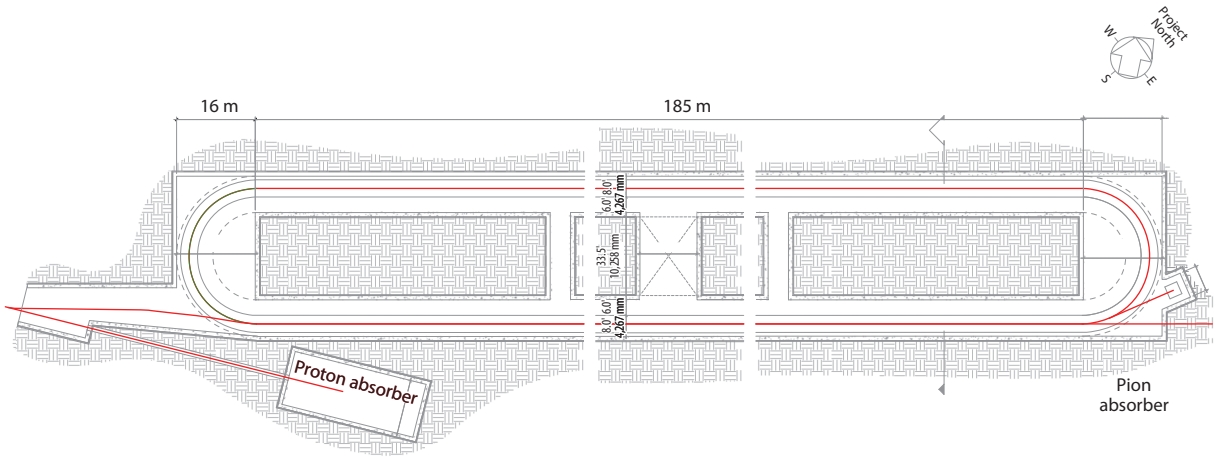 Project
North
W
S
E
16 m
185 m
6.0' 8.0'
4,267 mm
33.5'
10,258 mm
8.0' 6.0'
4,267 mm
Proton absorber
Pion
absorber